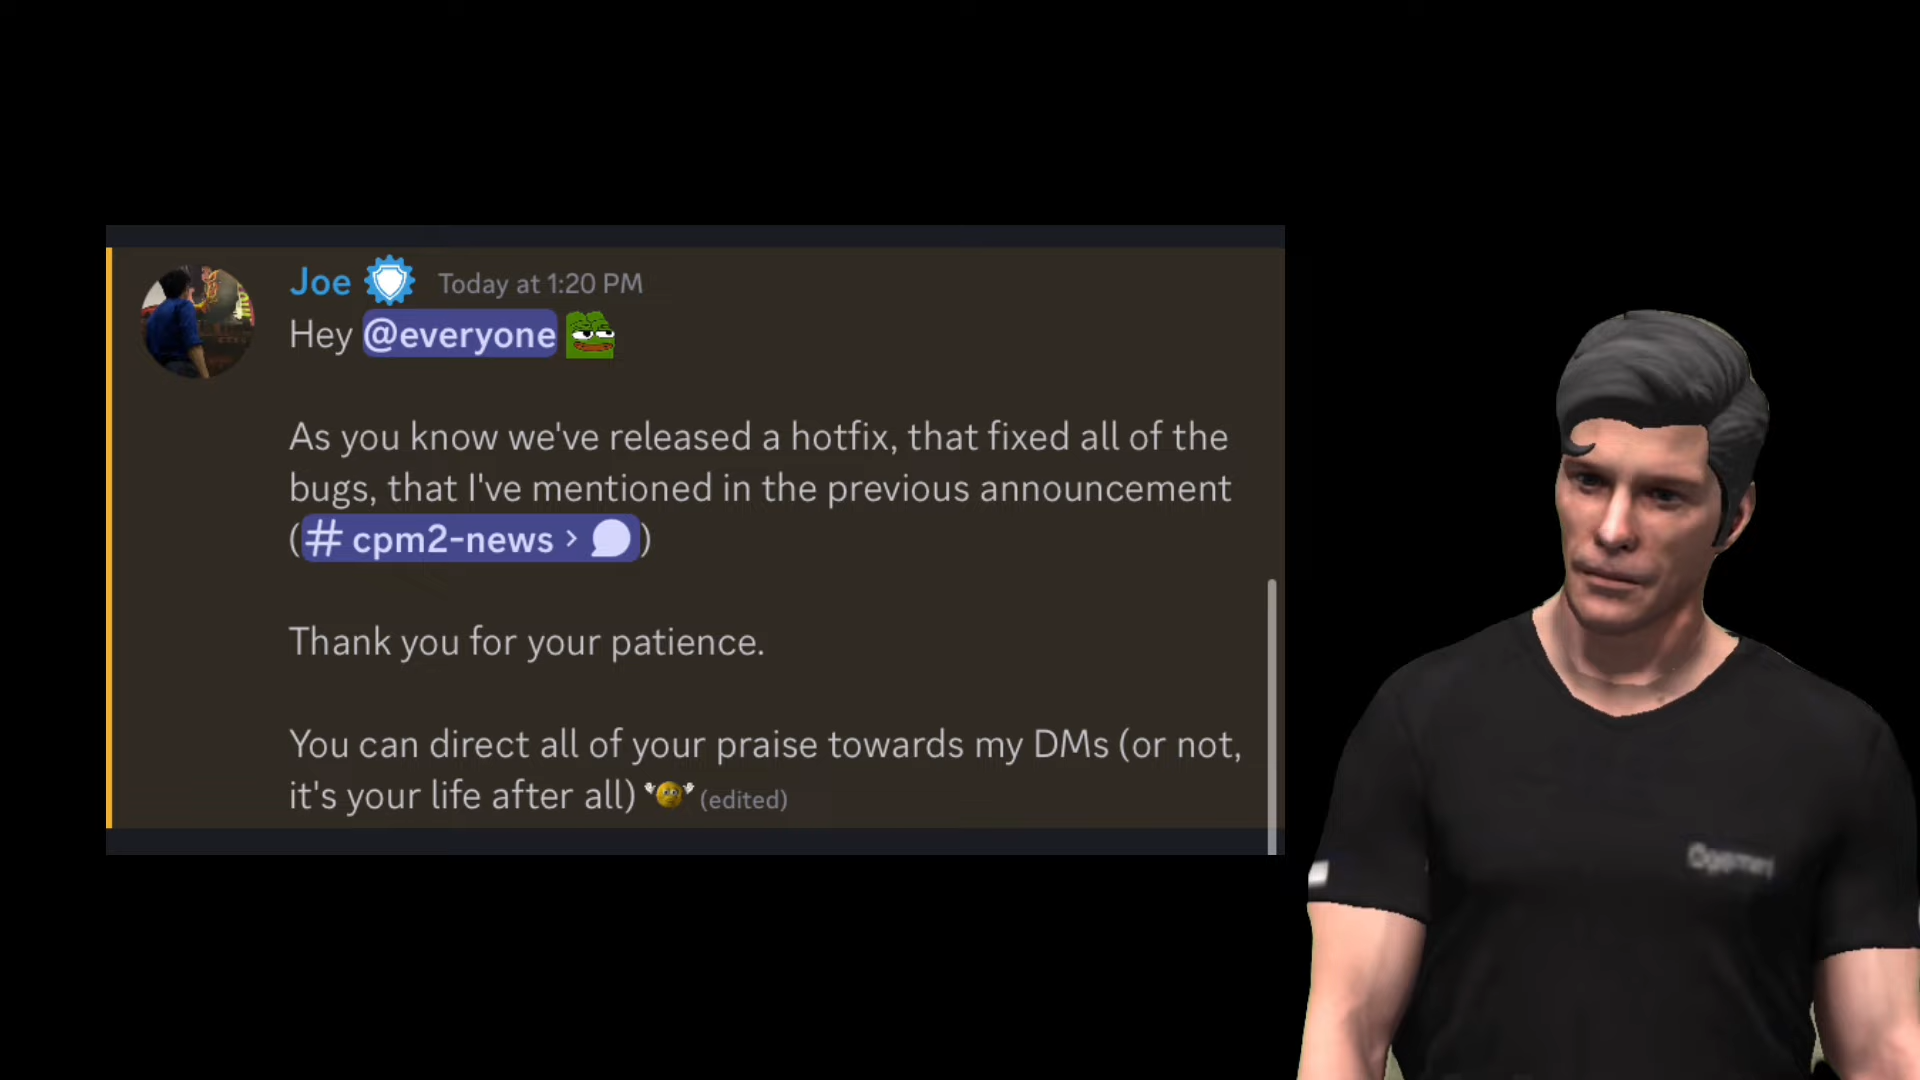 Joe Today at 1:20 PM
Hey @everyone
As you know we've released a hotfix, that fixed all of the
bugs, that I've mentioned in the previous announcement
(# cpm2-news > )
Thank you for your patience.
You can direct all of your praise towards my DMs (or not,
it's your life after all) (edited)